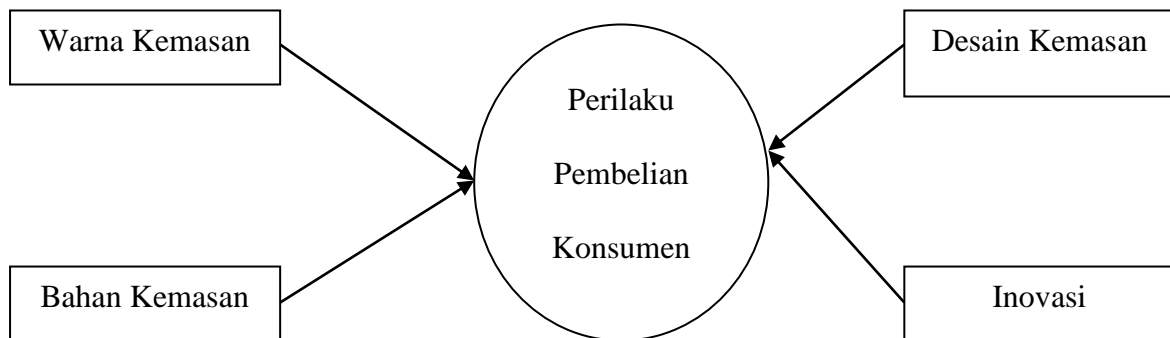 Warna Kemasan
Desain Kemasan
Perilaku
Pembelian
Konsumen
Bahan Kemasan
Inovasi